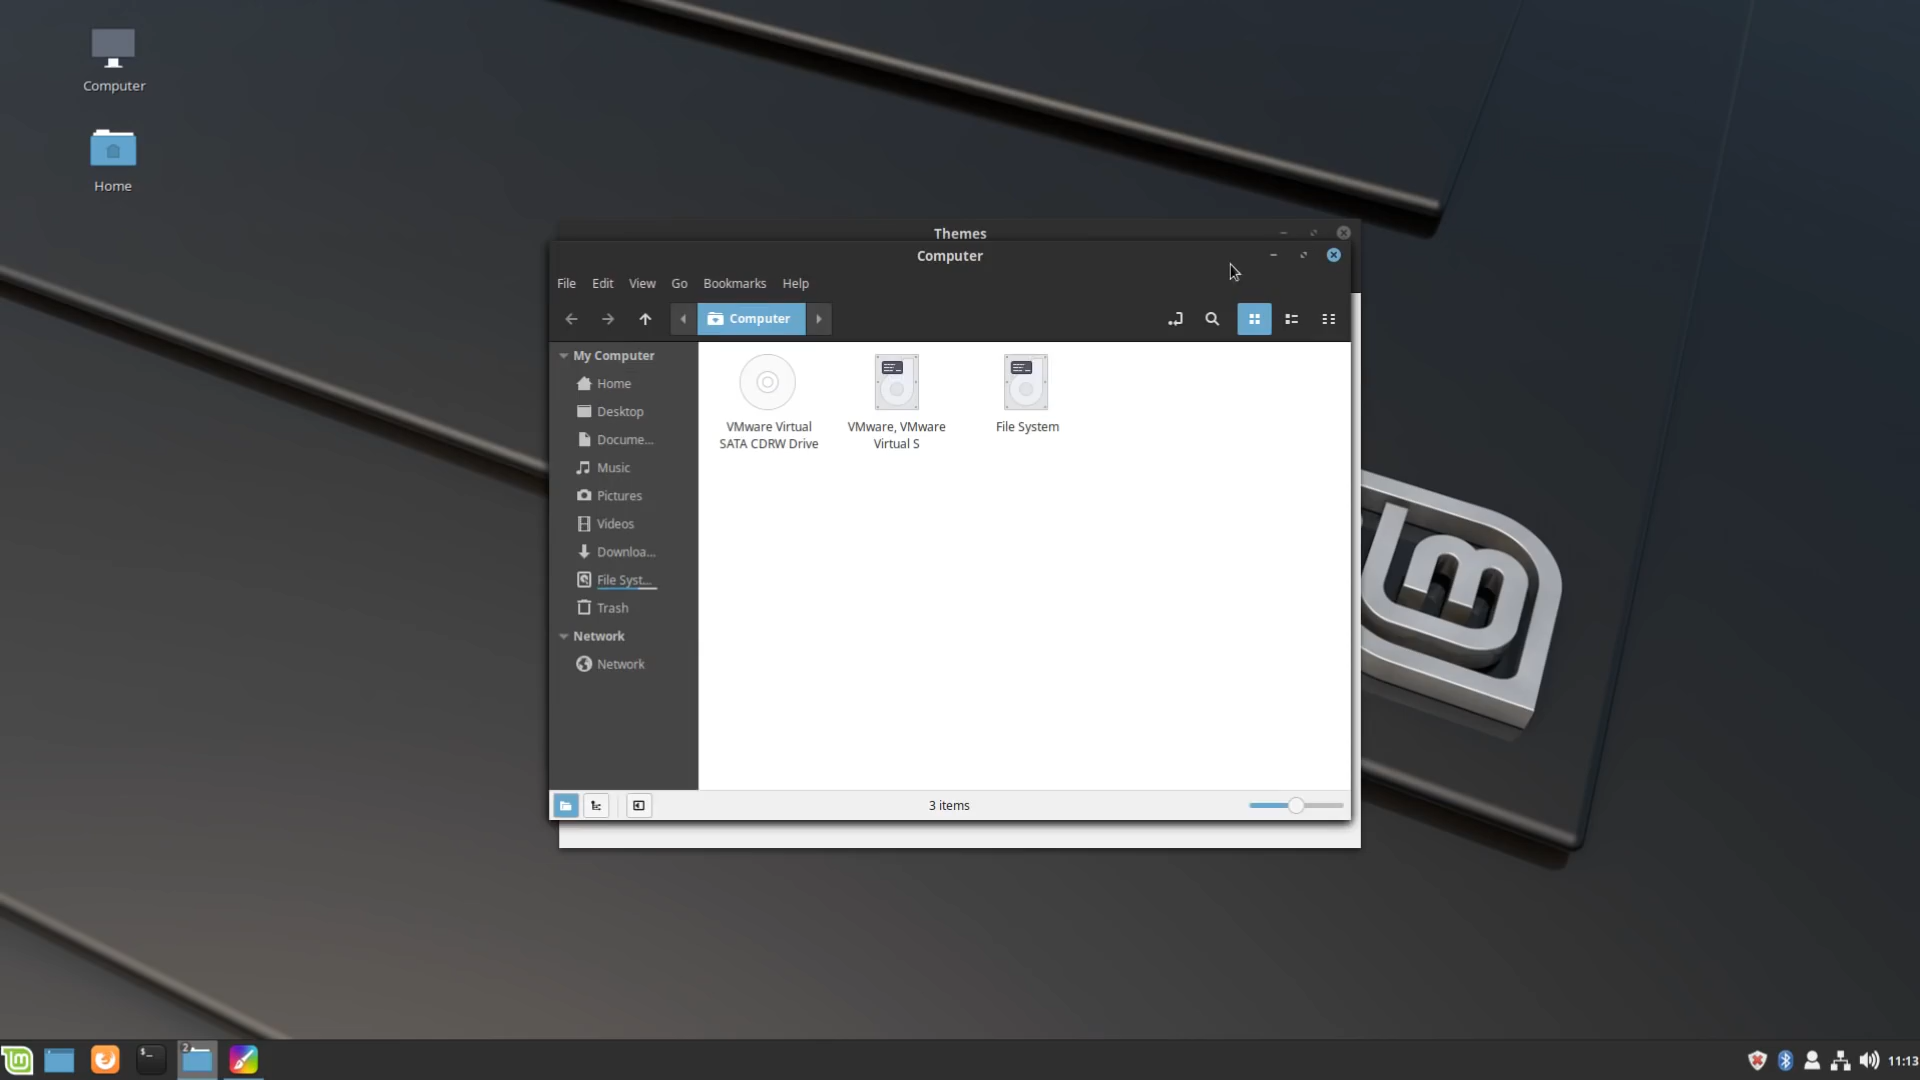 Computer
Home
Themes
Computer
File Edit View Go Bookmarks Help
Computer
My Computer
Home
Desktop
Docume...
Music
Pictures
Videos
Downloa...
File Syst...
Trash
Network
Network
VMware Virtual
SATA CDRW Drive
VMware, VMware
Virtual S
File System
3 items
2
$_
11:13